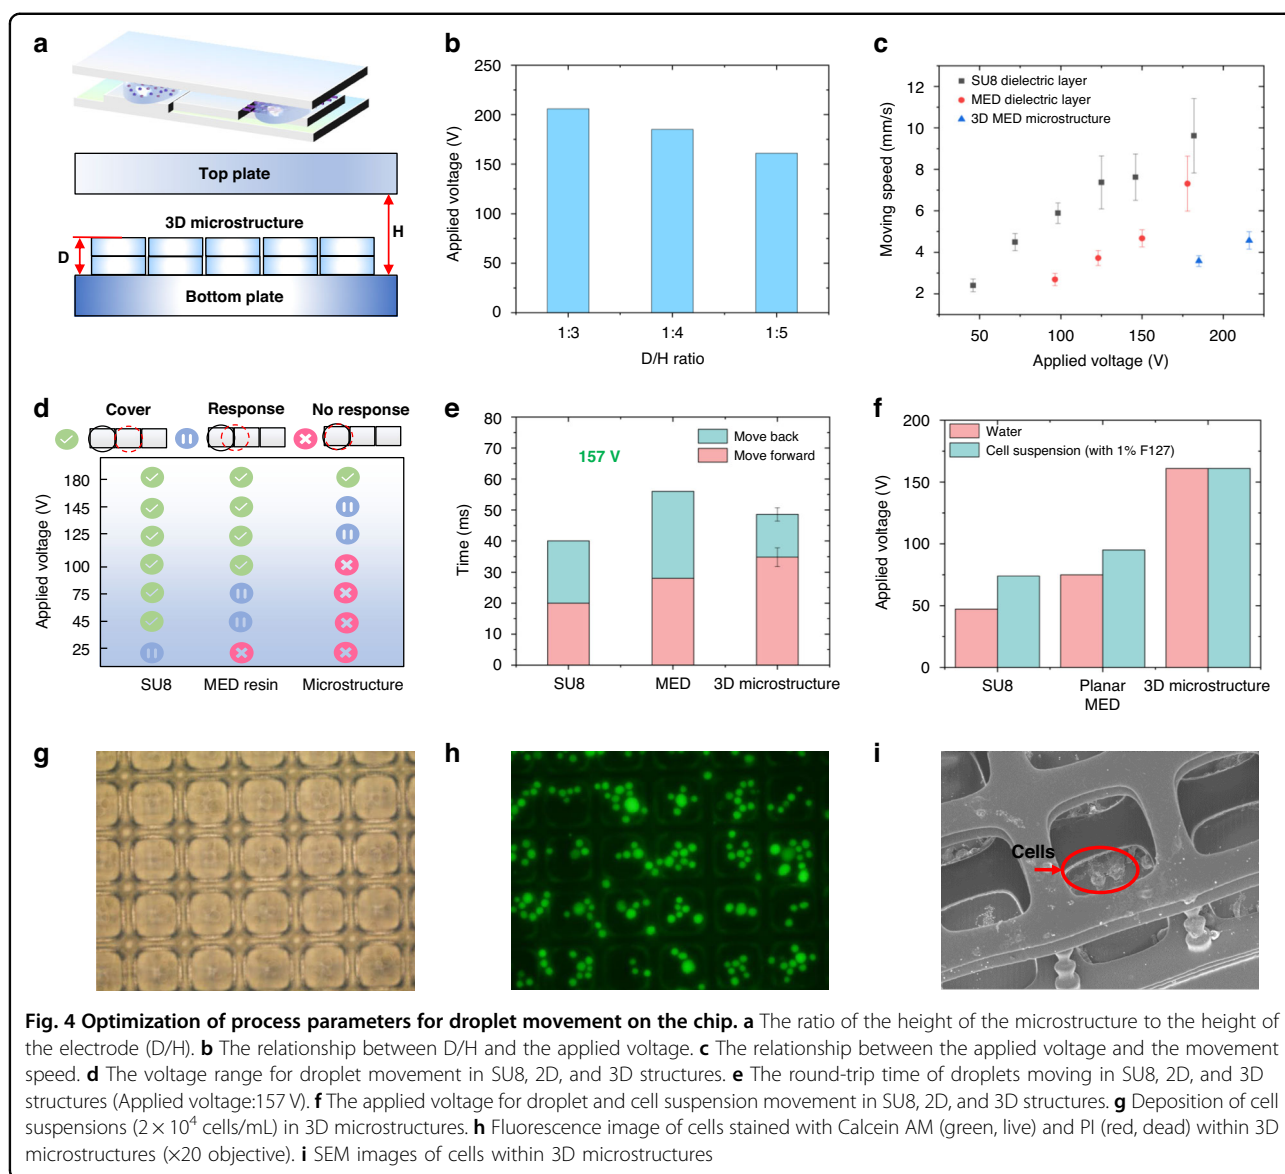 a
Top plate
3D microstructure
H
D
Bottom plate
b
250
200
150
100
50
0
Applied voltage (V)
1:3 1:4 1:5
D/H ratio
c
SU8 dielectric layer
MED dielectric layer
3D MED microstructure
12
10
8
6
4
2
Moving speed (mm/s)
50 100 150 200
Applied voltage (V)
d
Cover Response No response
180
145
125
100
75
45
25
Applied voltage (V)
SU8 MED resin Microstructure
e
80
70
60
50
40
30
20
10
0
Time (ms)
Move back
Move forward
157 V
SU8 MED 3D microstructure
f
200
150
100
50
0
Applied voltage (V)
Water
Cell suspension (with 1% F127)
SU8 Planar MED 3D microstructure
g
h
i
Cells
Fig. 4 Optimization of process parameters for droplet movement on the chip. a The ratio of the height of the microstructure to the height of
the electrode (D/H). b The relationship between D/H and the applied voltage. c The relationship between the applied voltage and the movement
speed. d The voltage range for droplet movement in SU8, 2D, and 3D structures. e The round-trip time of droplets moving in SU8, 2D, and 3D
structures (Applied voltage:157 V). f The applied voltage for droplet and cell suspension movement in SU8, 2D, and 3D structures. g Deposition of cell
suspensions (2 × 10⁴ cells/mL) in 3D microstructures. h Fluorescence image of cells stained with Calcein AM (green, live) and PI (red, dead) within 3D
microstructures (×20 objective). i SEM images of cells within 3D microstructures